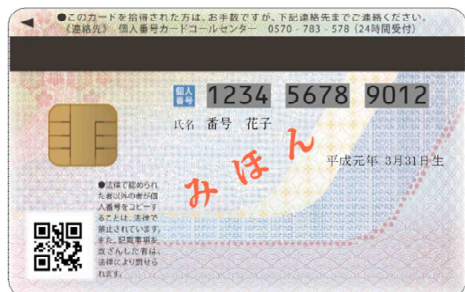 ●このカードを拾得された方は、お手数ですが、下記連絡先までご連絡ください。
《連絡先》 個人番号カードコールセンター 0570-783-578(24時間受付)
個人番号 1234 5678 9012
氏名 番号 花子
みほん
平成元年 3月31日生
●法律で認められ
た者以外の者が個
人番号をコピーす
ることは、法律で
禁止されています。
また、記載事項を
改ざんした者は、
法律により罰せら
れます。